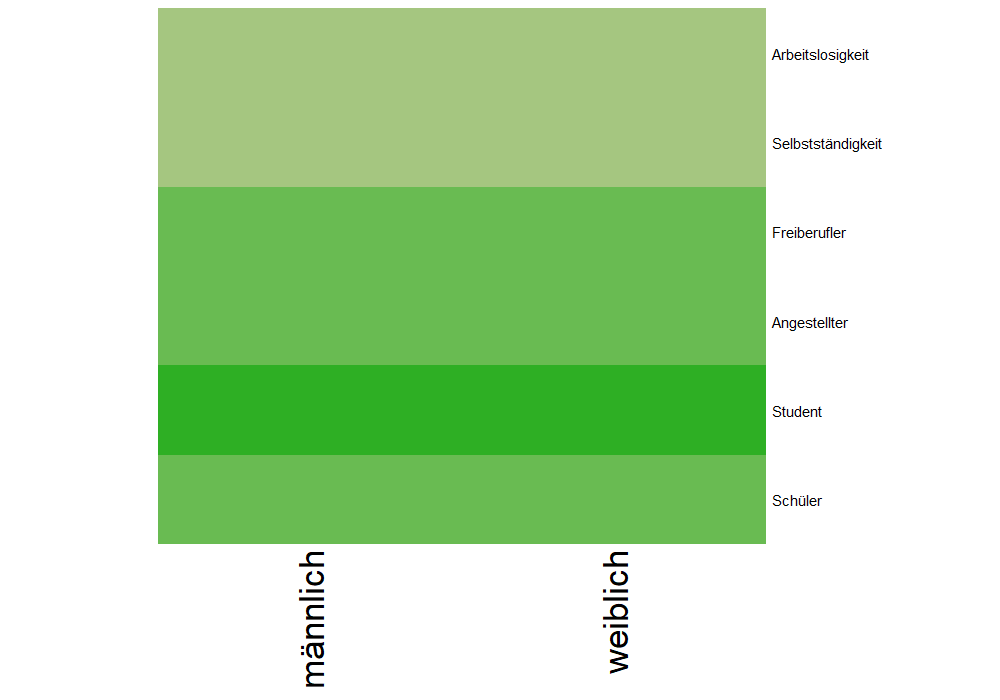 Arbeitslosigkeit
Selbstständigkeit
Freiberufler
Angestellter
Student
Schüler
männlich
weiblich